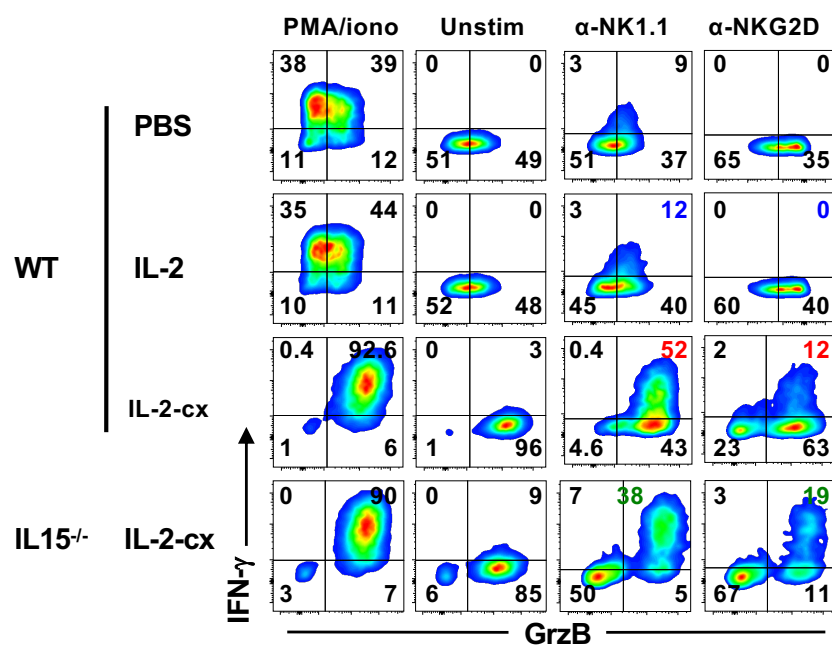 PMA/iono Unstim α-NK1.1 α-NKG2D
38 39 0 0 3 9 0 0
PBS
11 12 51 49 51 37 65 35
35 44 0 0 3 12 0 0
WT IL-2
10 11 52 48 45 40 60 40
0.4 92.6 0 3 0.4 52 2 12
IL-2-cx
1 6 1 96 4.6 43 23 63
0 90 0 9 7 38 3 19
IL15-/- IL-2-cx
3 7 6 85 50 5 67 11
IFN-γ
GrzB